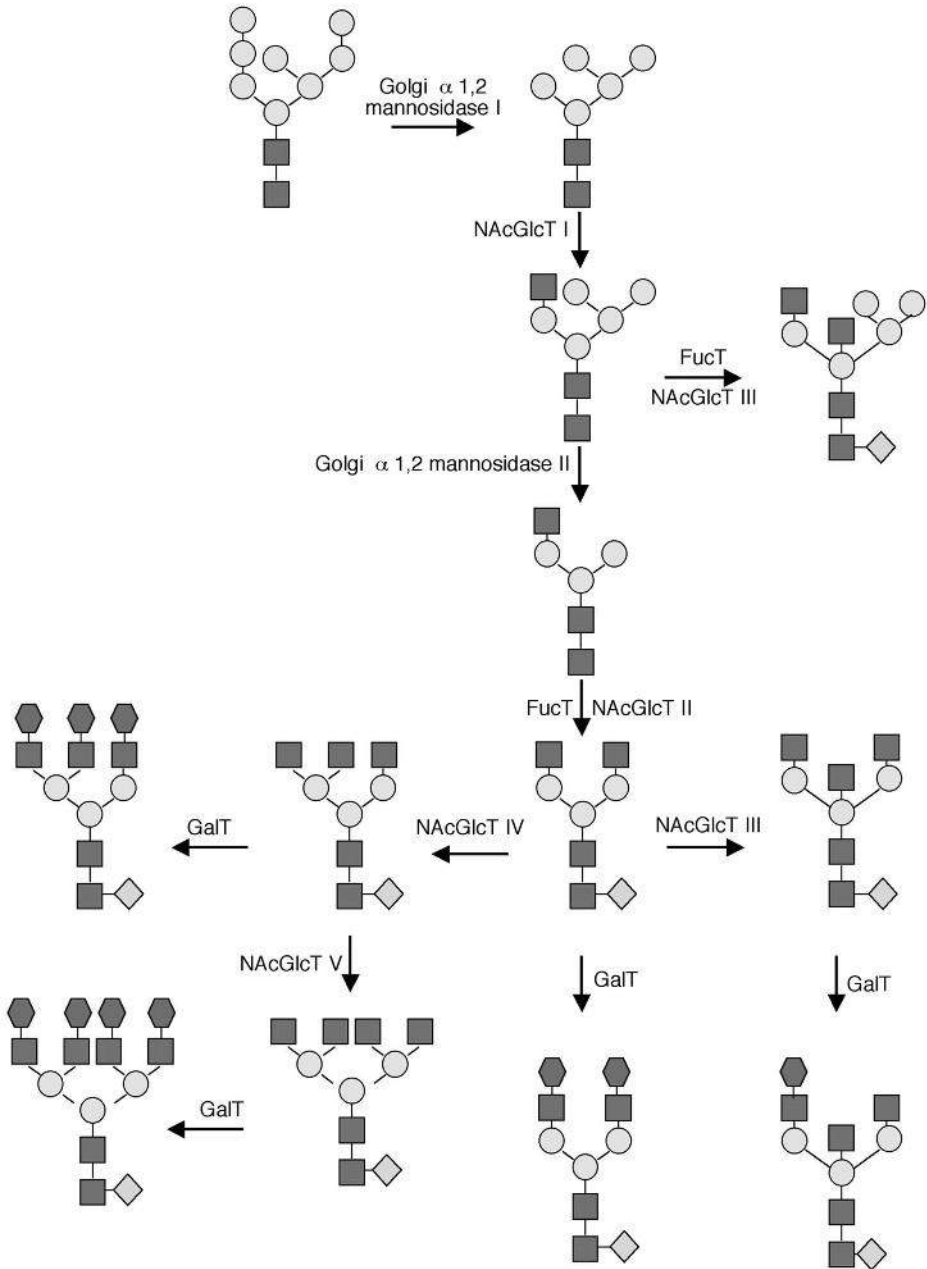 Golgi α 1,2
mannosidase I
NAcGlcT I
FucT
NAcGlcT III
Golgi α 1,2 mannosidase II
FucT NAcGlcT II
GalT
NAcGlcT IV
NAcGlcT III
NAcGlcT V
GalT
GalT
GalT